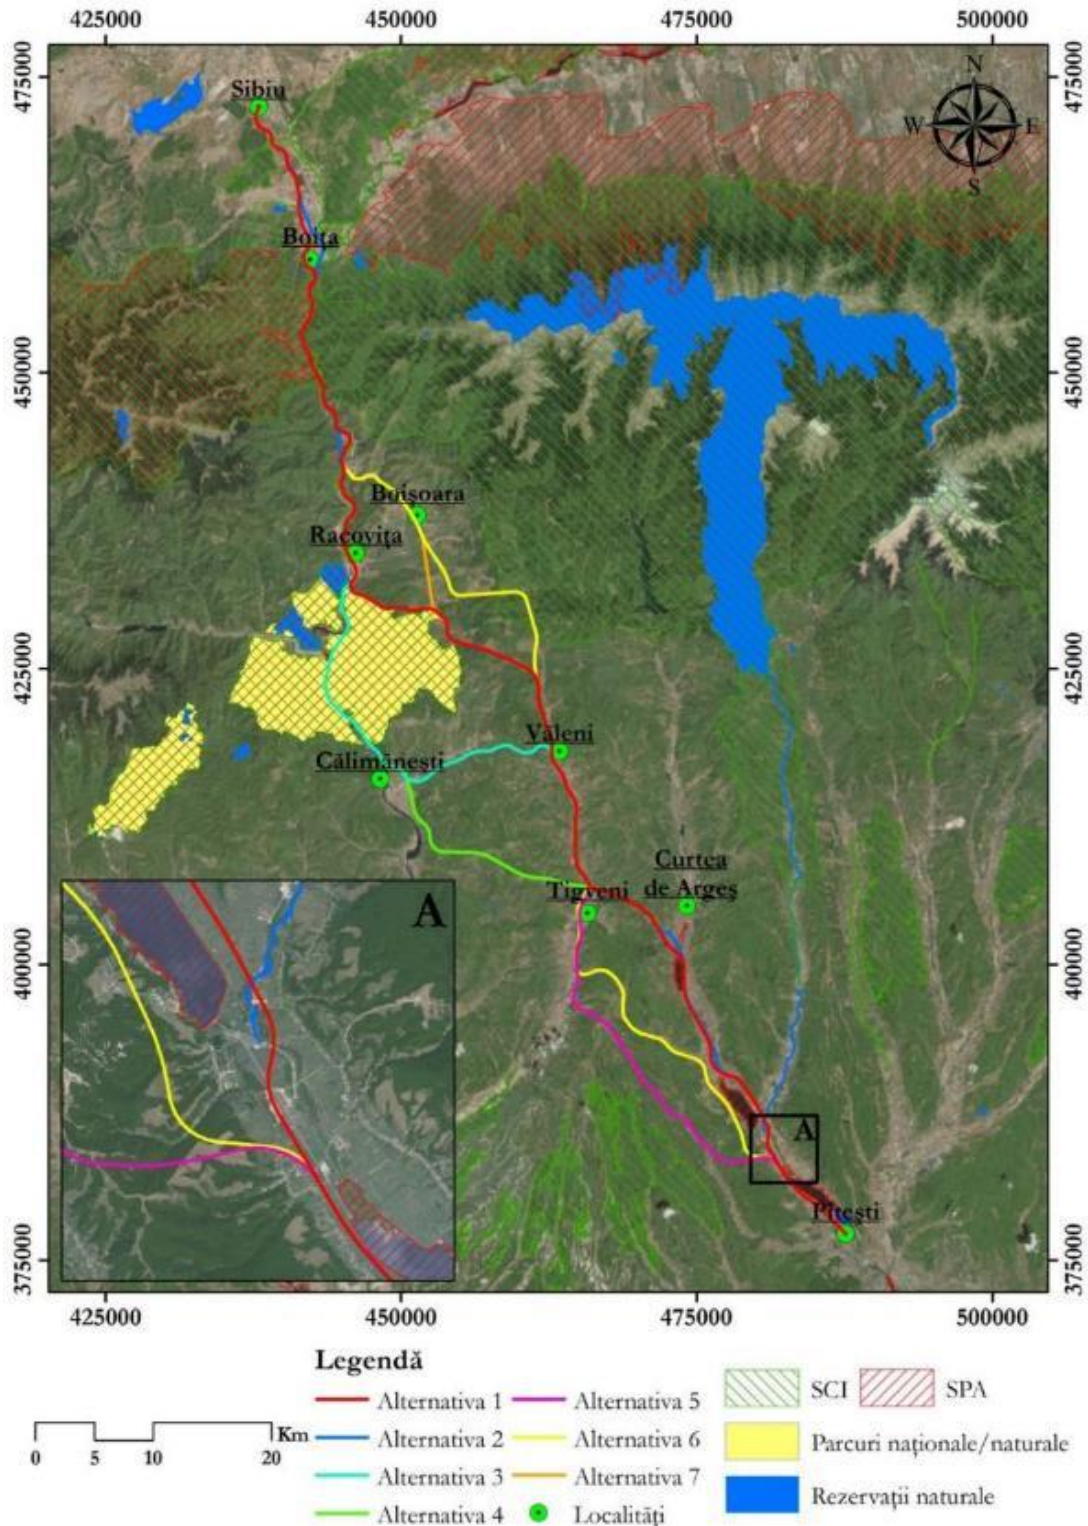 425000 450000 475000 500000
475000 475000
Sibiu
N
W E
S
Boița
450000 450000
Boișoara
Racovița
425000 425000
Văleni
Călimănești
Curtea
de Argeș
Tigveni
A
400000 400000
A
Pitești
375000 375000
425000 450000 475000 500000
Legendă
Alternativa 1 Alternativa 5 SCI SPA
Alternativa 2 Alternativa 6 Parcuri naționale/naturale
Km
0 5 10 20
Alternativa 3 Alternativa 7 Rezervații naturale
Alternativa 4 Localități